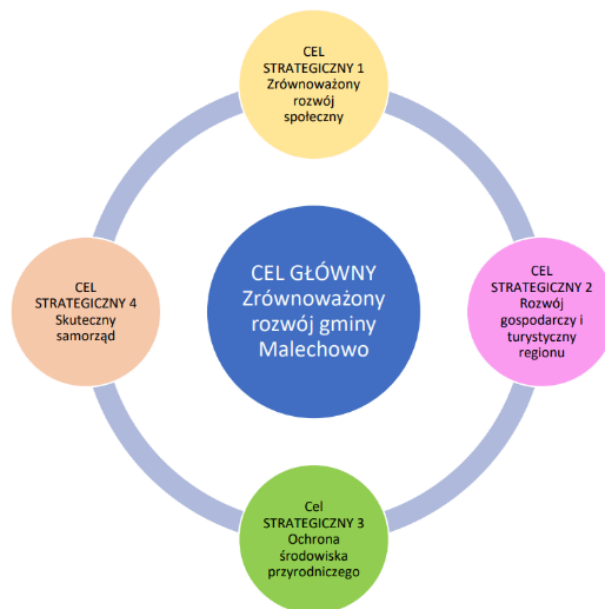 CEL
STRATEGICZNY 1
Zrównoważony
rozwój
społeczny
CEL GŁÓWNY
Zrównoważony
rozwój gminy
Malechowo
CEL
STRATEGICZNY 4
Skuteczny
samorząd
CEL
STRATEGICZNY 2
Rozwój
gospodarczy i
turystyczny
regionu
Cel
STRATEGICZNY 3
Ochrona
środowiska
przyrodniczego